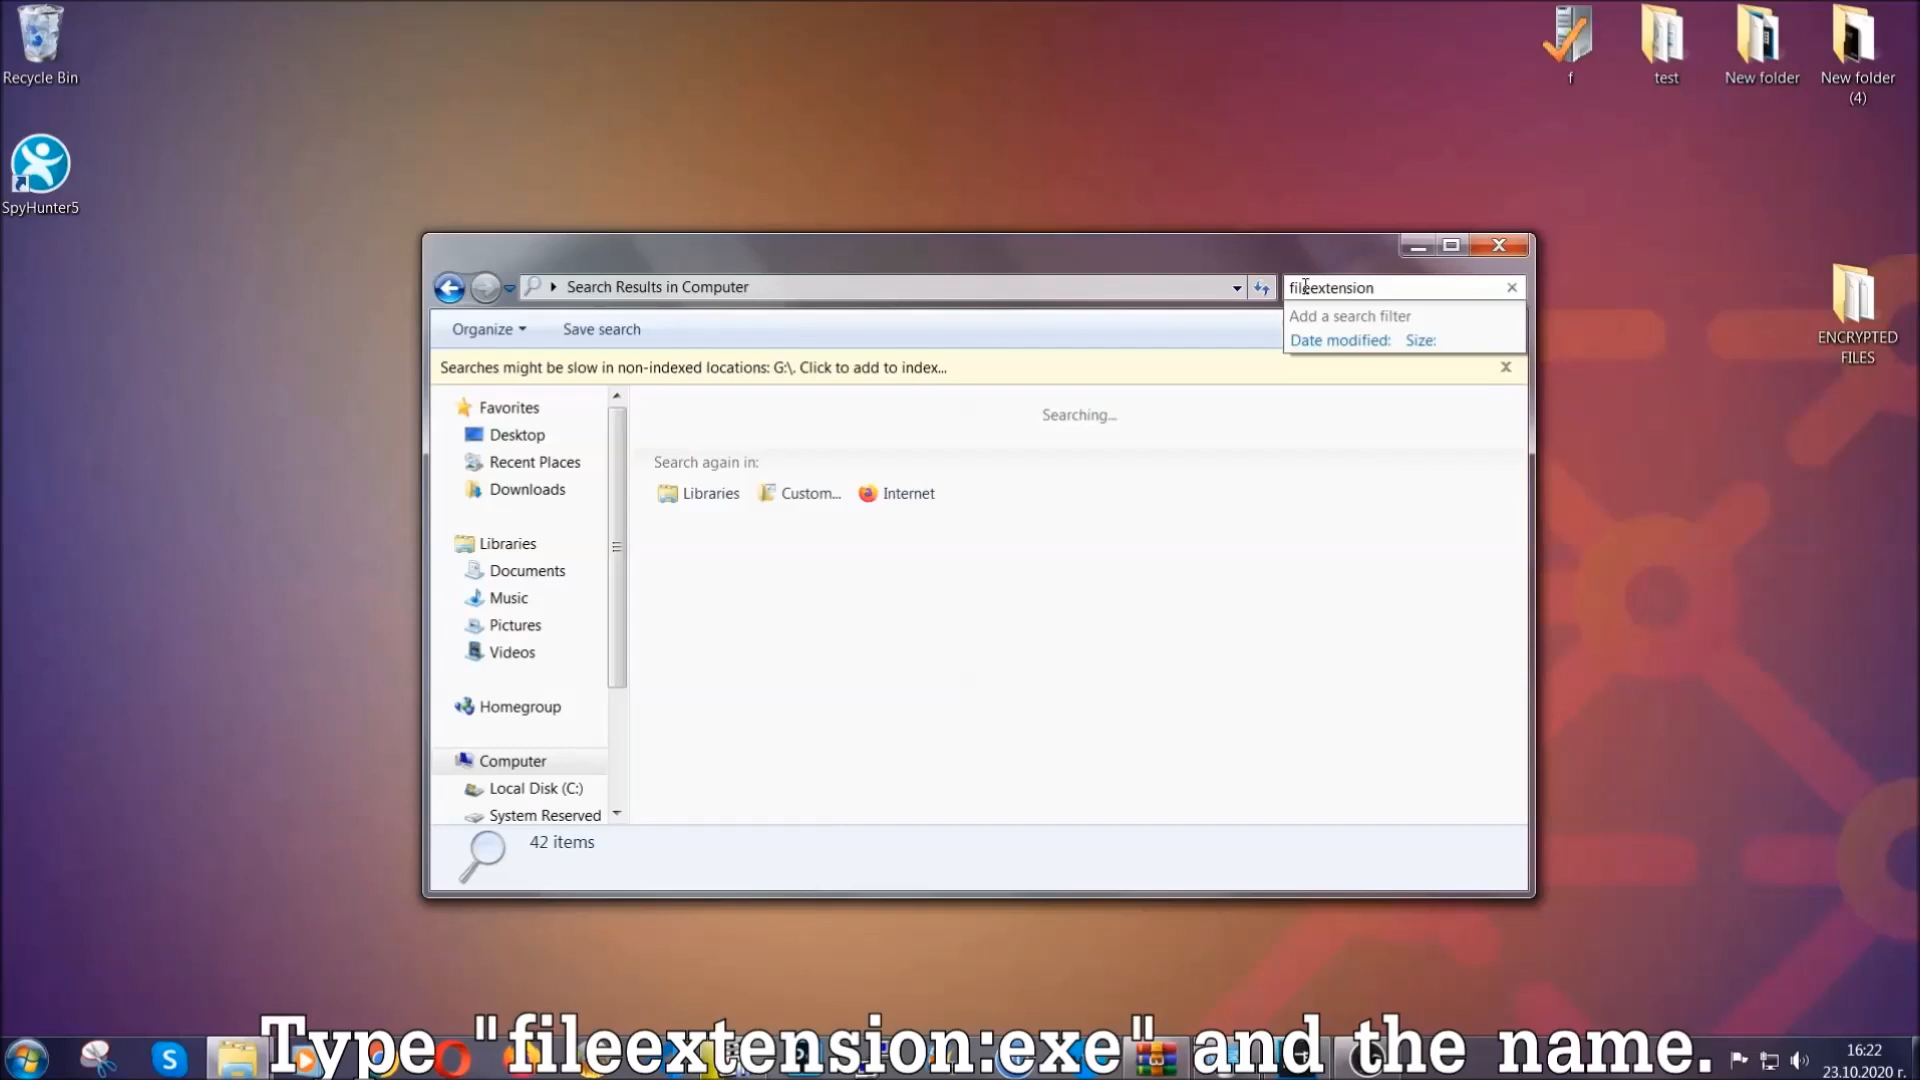 Recycle Bin
SpyHunter5
f
test
New folder
New folder
(4)
ENCRYPTED
FILES
Search Results in Computer
fileextension
Add a search filter
Date modified: Size:
Organize
Save search
Searches might be slow in non-indexed locations: G:\. Click to add to index...
Favorites
Desktop
Recent Places
Downloads
Libraries
Documents
Music
Pictures
Videos
Homegroup
Computer
Local Disk (C:)
System Reserved
Searching...
Search again in:
Libraries
Custom...
Internet
42 items
Type "fileextension:exe" and the name.
16:22
23.10.2020 г.